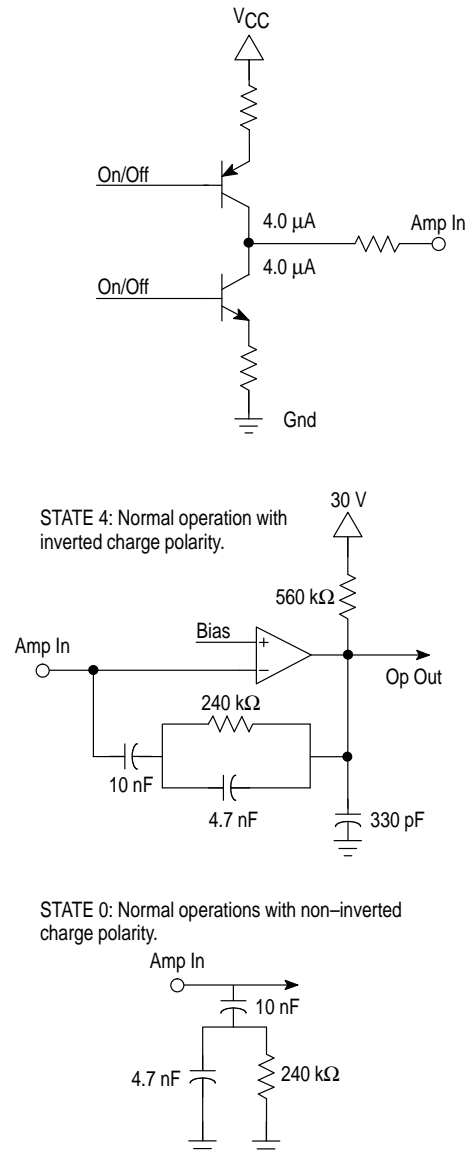 VCC
On/Off
4.0 µA
Amp In
4.0 µA
On/Off
Gnd
STATE 4: Normal operation with
inverted charge polarity.
30 V
560 kΩ
Bias
Amp In
+
−
Op Out
240 kΩ
10 nF
4.7 nF
330 pF
STATE 0: Normal operations with non–inverted
charge polarity.
Amp In
10 nF
4.7 nF
240 kΩ